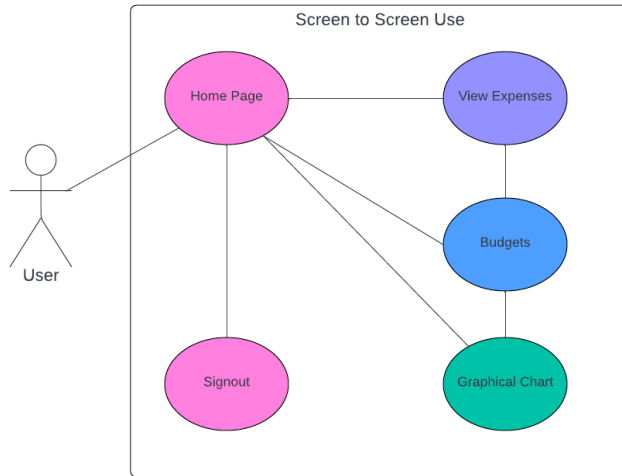 Screen to Screen Use
Home Page
View Expenses
Budgets
User
Signout
Graphical Chart